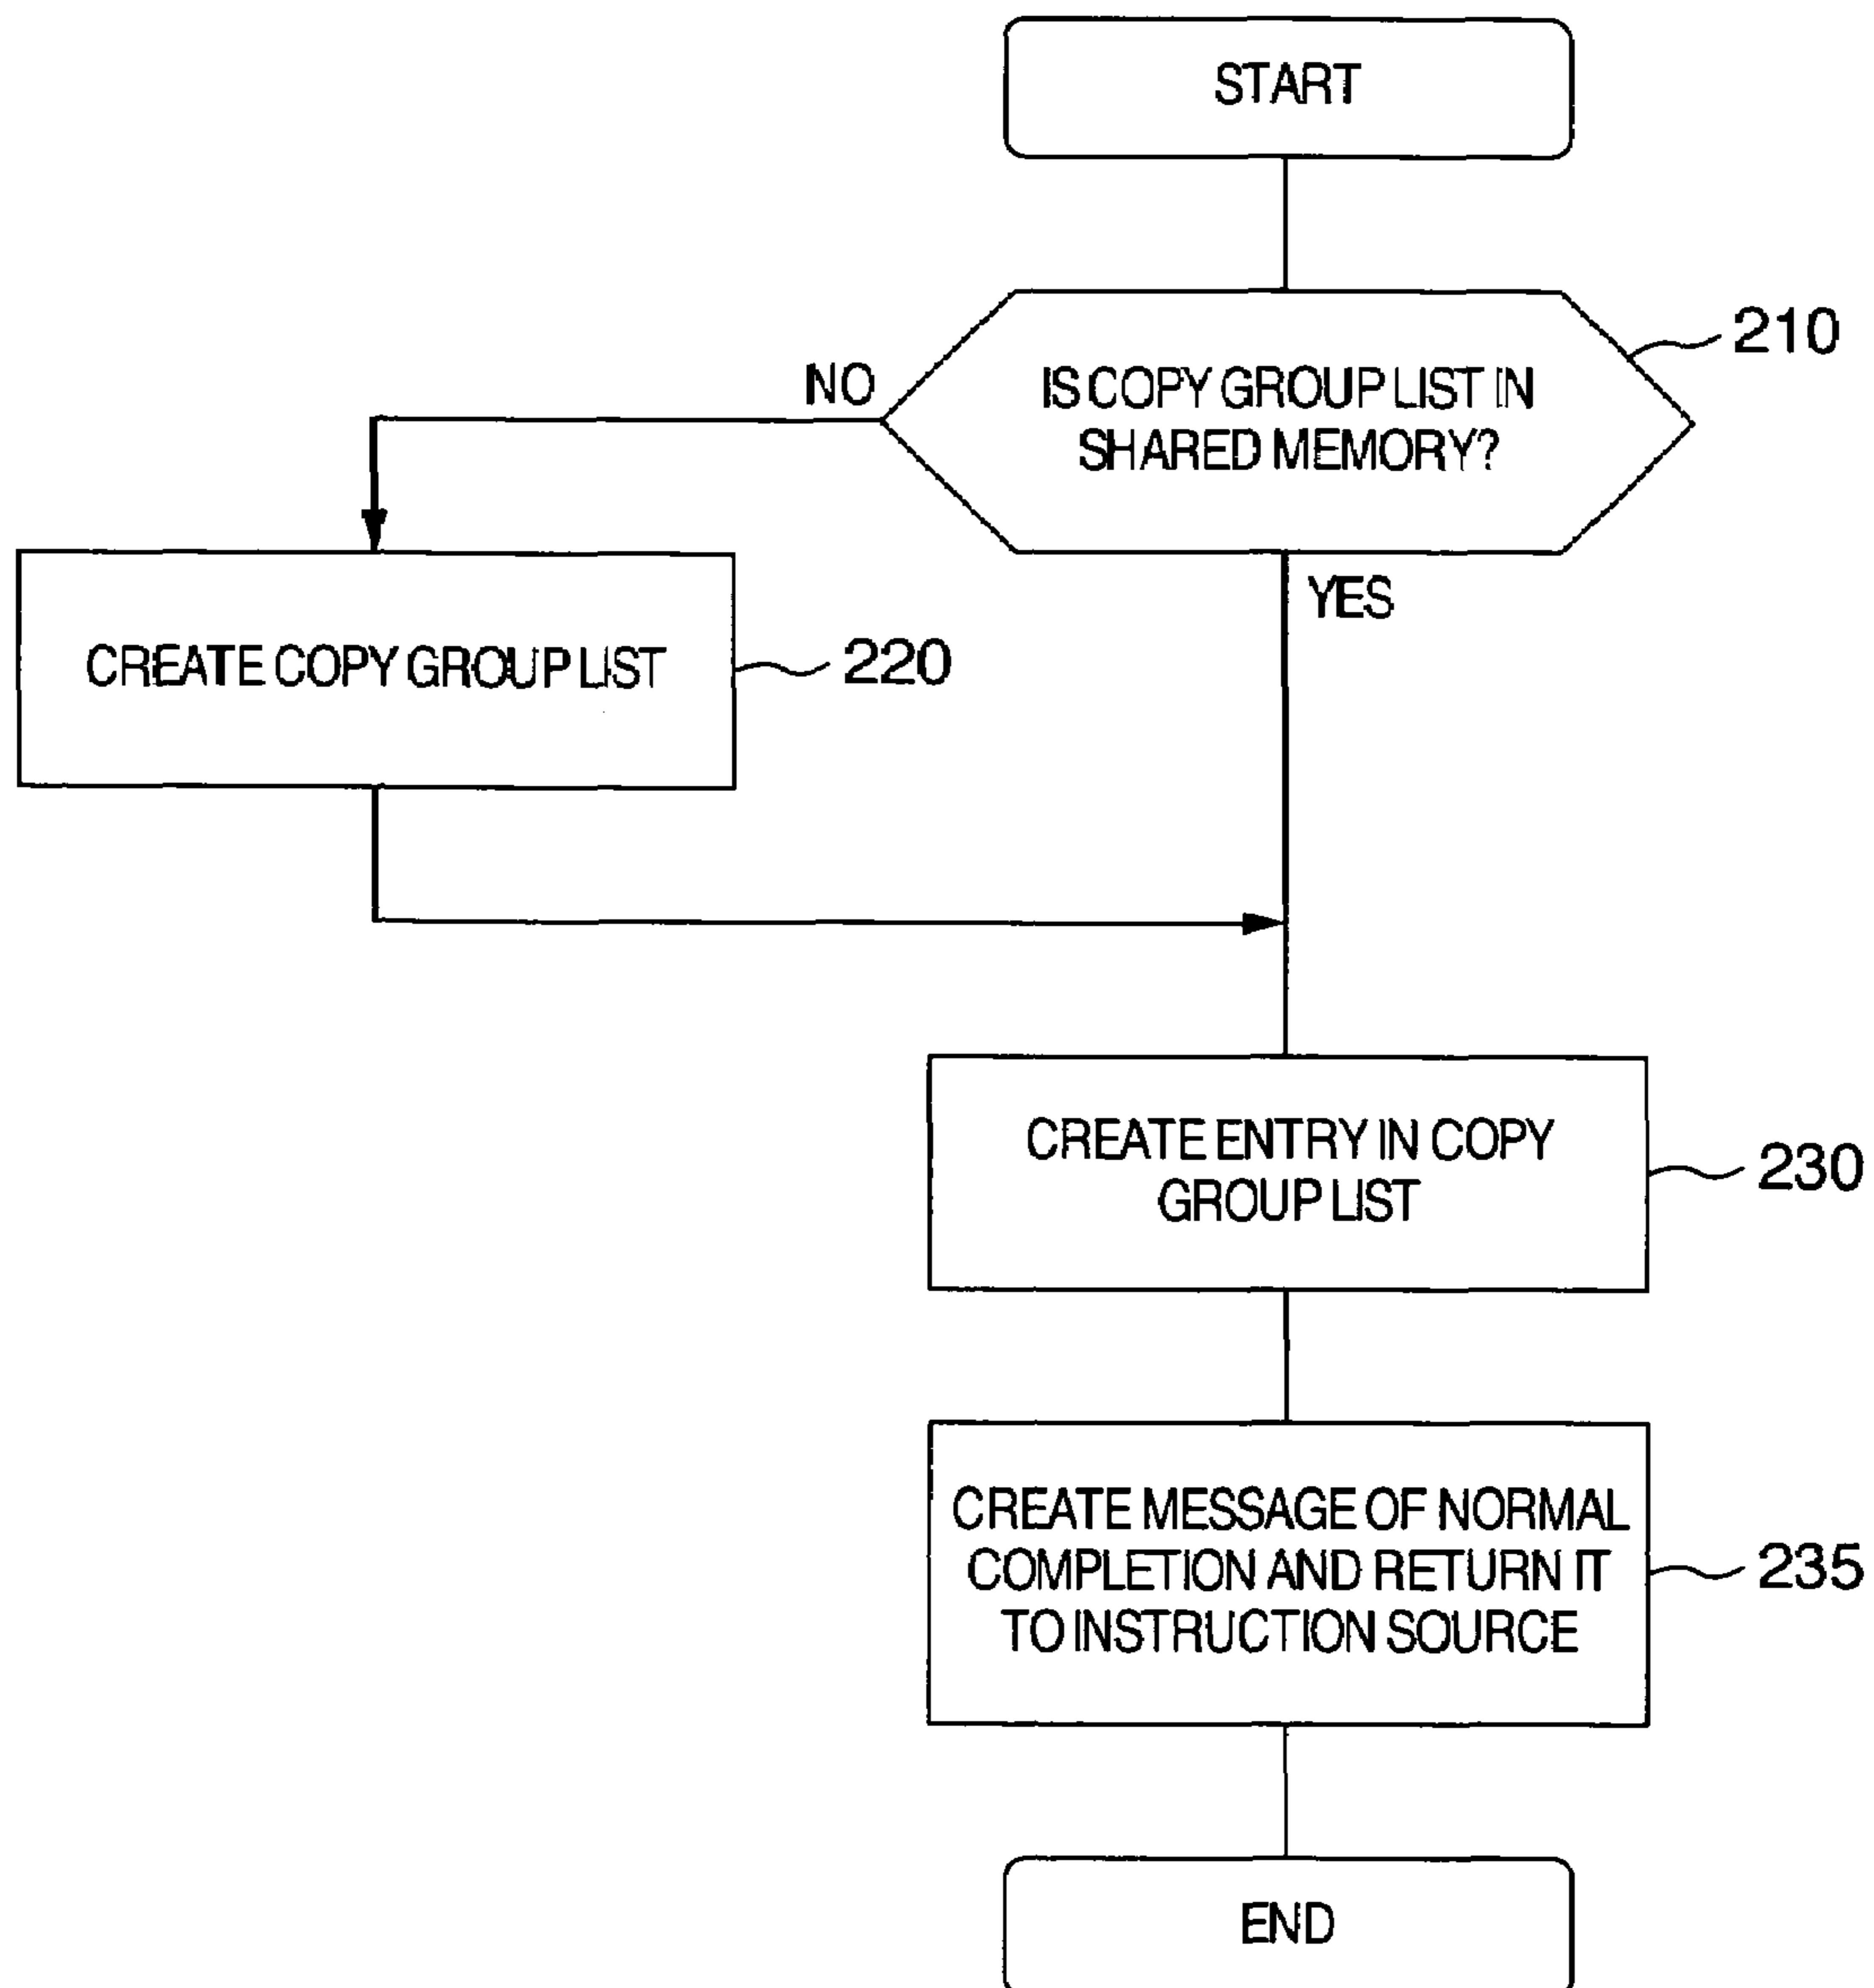 START
210
NO
IS COPY GROUP LIST IN
SHARED MEMORY?
YES
CREATE COPY GROUP LIST
220
CREATE ENTRY IN COPY
GROUP LIST
230
CREATE MESSAGE OF NORMAL
COMPLETION AND RETURN IT
TO INSTRUCTION SOURCE
235
END